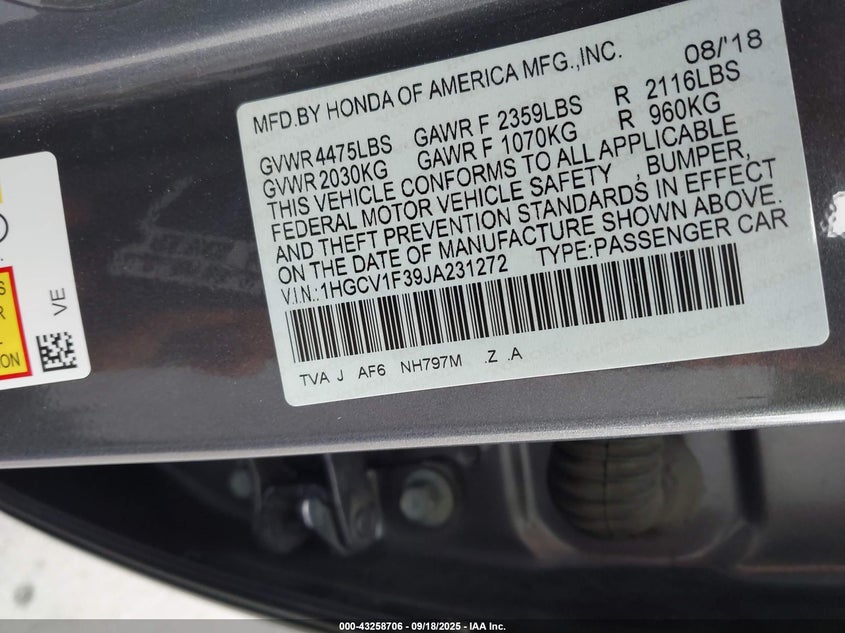 MFD.BY HONDA OF AMERICA MFG.,INC. 08/'18
GVWR 4475LBS GAWR F 2359LBS R 2116LBS
GVWR 2030KG GAWR F 1070KG R 960KG
THIS VEHICLE CONFORMS TO ALL APPLICABLE
FEDERAL MOTOR VEHICLE SAFETY , BUMPER,
AND THEFT PREVENTION STANDARDS IN EFFECT
ON THE DATE OF MANUFACTURE SHOWN ABOVE.
V.I.N.:1HGCV1F39JA231272 TYPE:PASSENGER CAR
TVA J AF6 NH797M .Z .A
VE
000-43258706 - 09/18/2025 - IAA Inc.